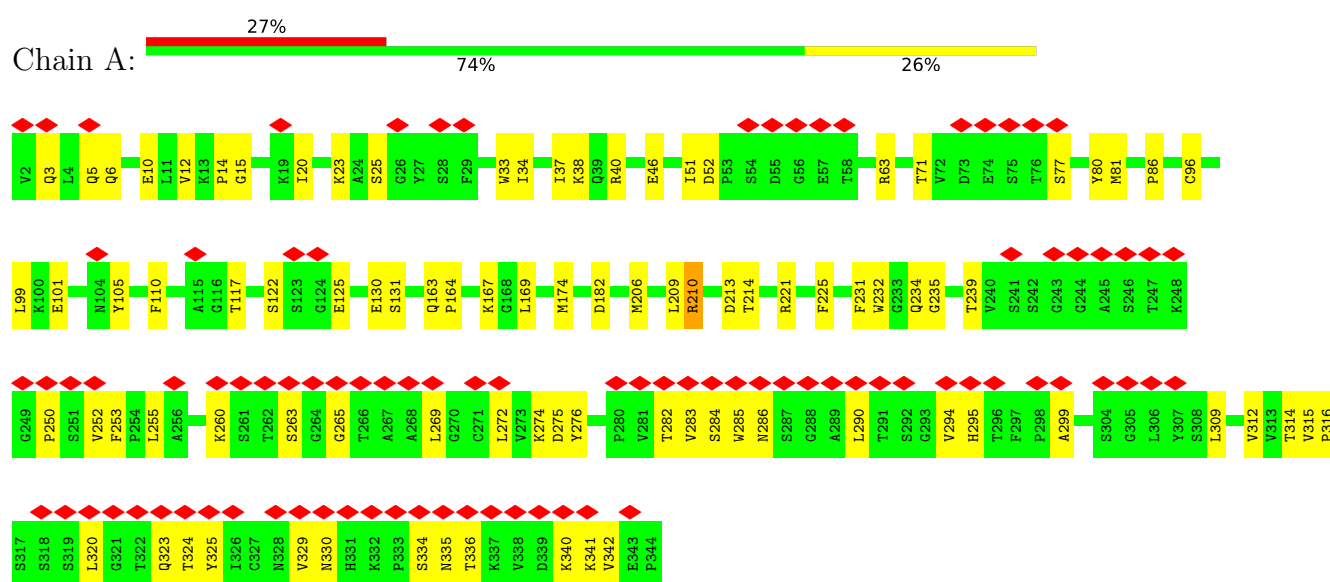 27%
Chain A:
74% 26%
V2 Q3 L4 Q5 Q6 E10 L11 V12 K13 P14 G15 K19 I20 K23 A24 S25 G26 Y27 S28 F29 W33 I34 I37 K38 Q39 R40 E46 I51 D52 P53 S54 D55 G56 E57 T58 R63 T71 V72 D73 E74 S75 T76 S77 Y80 M81 P86 C96
L99 K100 E101 N104 Y105 F110 A115 G116 T117 S122 S123 G124 E125 E130 S131 Q163 P164 K167 G168 L169 M174 D182 M206 L209 R210 D213 T214 R221 F225 F231 W232 G233 Q234 G235 T239 V240 S241 S242 G243 G244 A245 S246 T247 K248
G249 P250 S251 V252 F253 P254 L255 A256 K260 S261 T262 S263 G264 G265 T266 A267 A268 L269 G270 C271 L272 V273 K274 D275 Y276 P280 V281 T282 V283 S284 W285 N286 S287 G288 A289 L290 T291 S292 G293 V294 H295 T296 F297 P298 A299 S304 G305 L306 Y307 S308 L309 V312 V313 T314 V315 P316
S317 S318 S319 L320 G321 T322 Q323 T324 Y325 I326 C327 N328 V329 N330 H331 K332 P333 S334 N335 T336 K337 V338 D339 K340 K341 V342 E343 P344